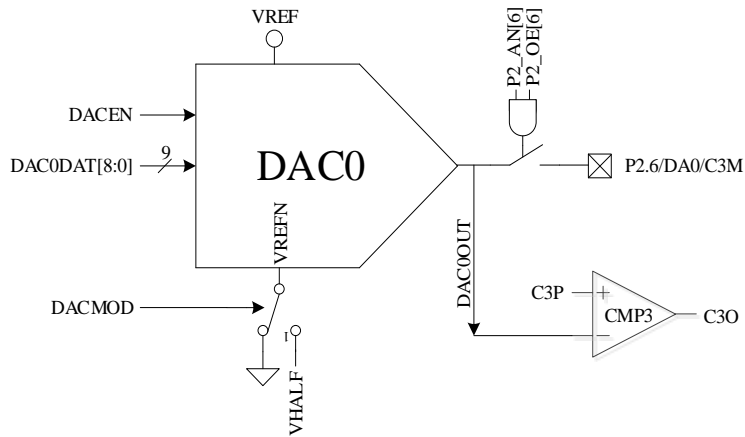 VREF
P2_AN[6]
P2_OE[6]
DACEN
DAC0DAT[8:0]
9
DAC0
P2.6/DA0/C3M
VREFN
DAC0OUT
DACMOD
C3P
+
CMP3
C3O
−
1
VHALF